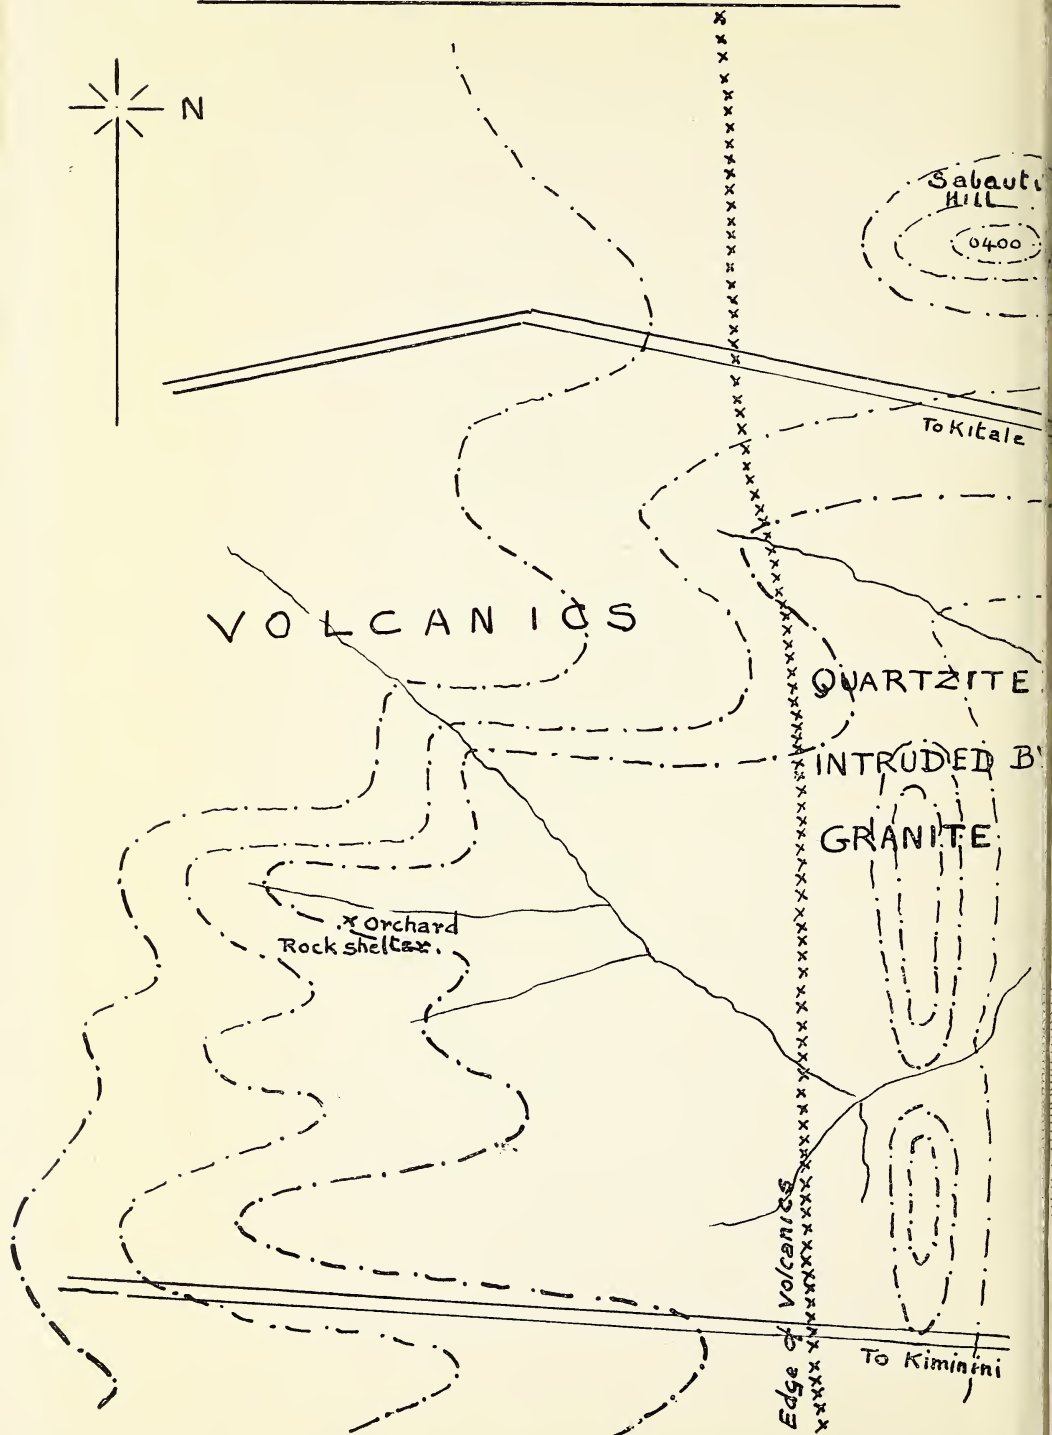 N
Sabauti
HILL
0400
To Kitale
VOLCANICS
QUARTZITE
INTRUDED B
GRANITE
x Orchard
Rock shelter.
Edge of Volcanics
To Kiminini